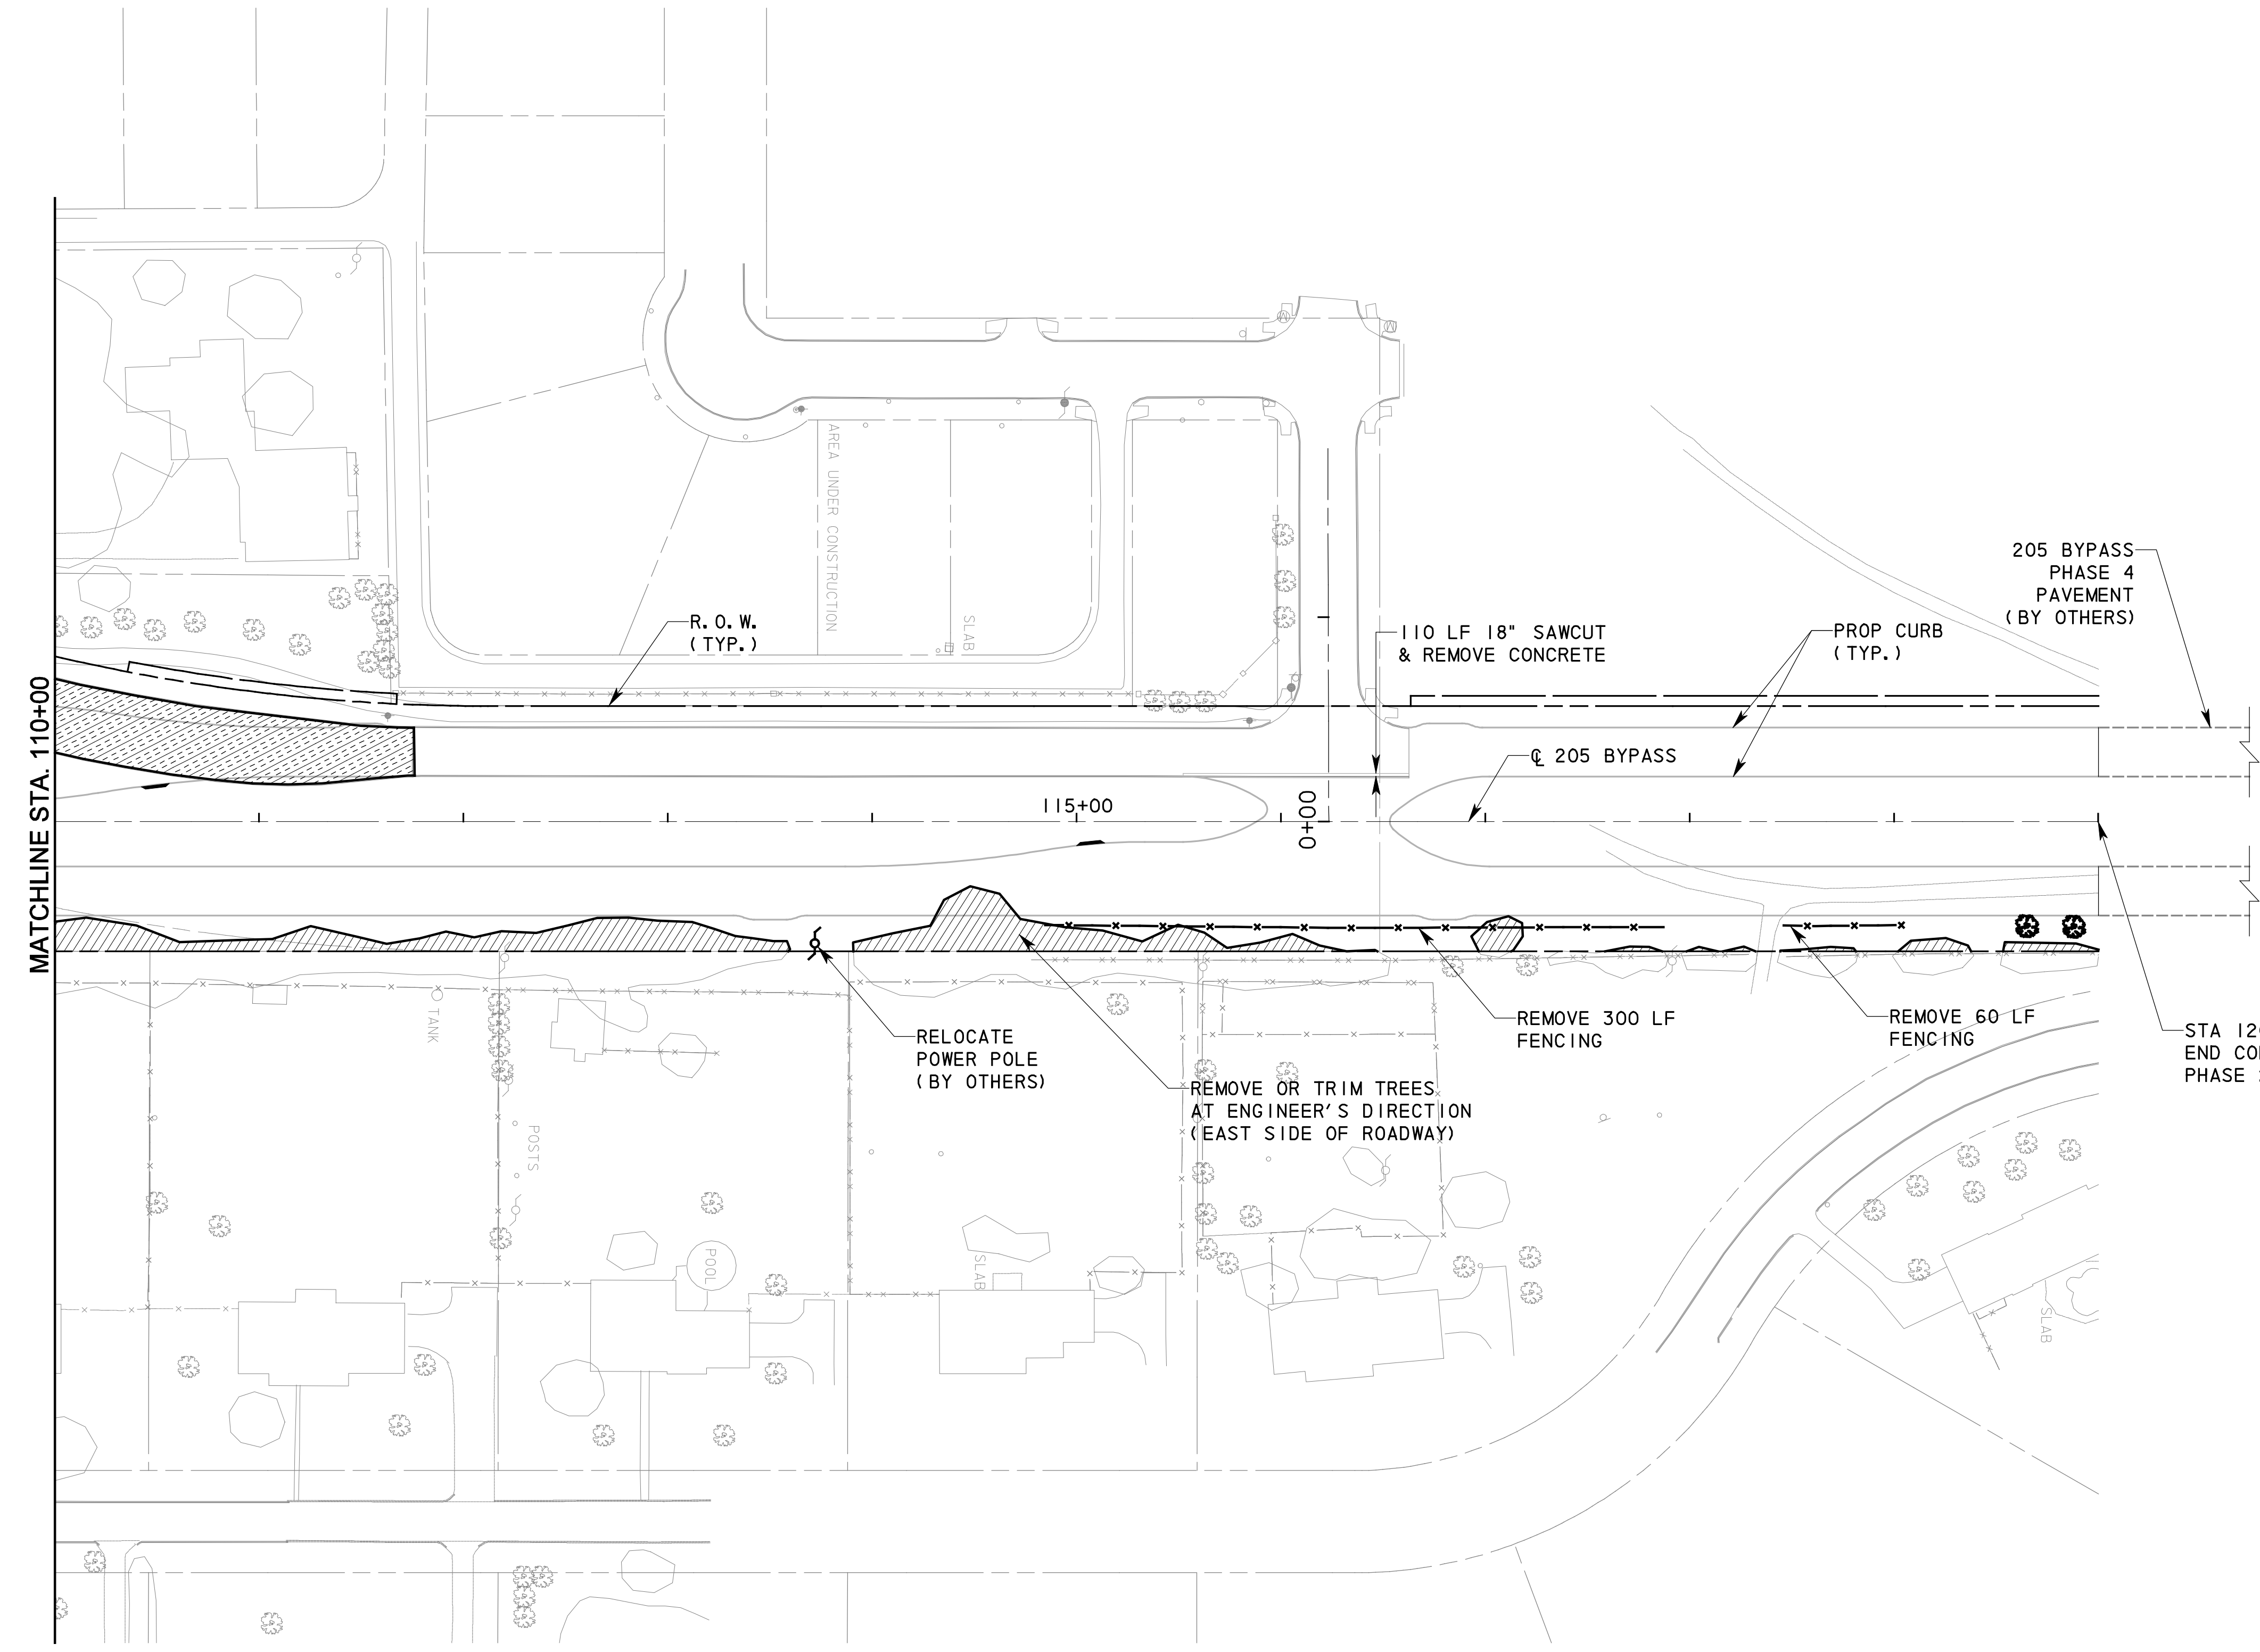 MATCHLINE STA. 110+00
AREA UNDER CONSTRUCTION
SLAB
R.O.W.
(TYP.)
110 LF 18" SAWCUT
& REMOVE CONCRETE
205 BYPASS
PHASE 4
PAVEMENT
(BY OTHERS)
PROP CURB
(TYP.)
℄ 205 BYPASS
115+00
0+00
TANK
POSTS
POOL
SLAB
RELOCATE
POWER POLE
(BY OTHERS)
REMOVE OR TRIM TREES
AT ENGINEER'S DIRECTION
(EAST SIDE OF ROADWAY)
REMOVE 300 LF
FENCING
REMOVE 60 LF
FENCING
STA
END
PHASE
SLAB